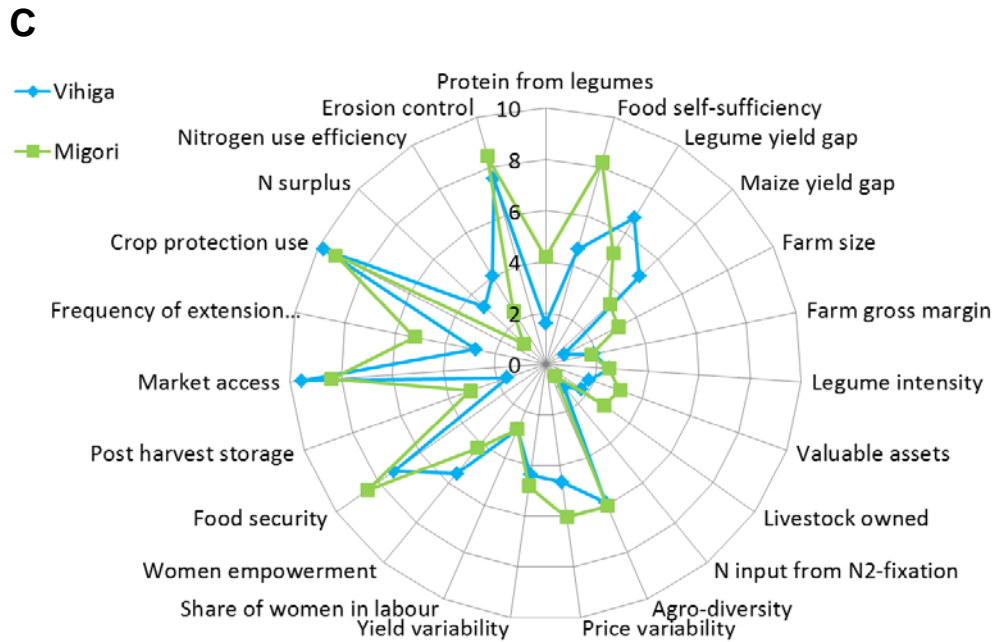 C
Vihiga
Migori
Protein from legumes
Food self-sufficiency
Legume yield gap
Maize yield gap
Farm size
Farm gross margin
Legume intensity
Valuable assets
Livestock owned
N input from N2-fixation
Agro-diversity
Price variability
Yield variability
Share of women in labour
Women empowerment
Food security
Post harvest storage
Market access
Frequency of extension...
Crop protection use
N surplus
Nitrogen use efficiency
Erosion control
10
8
6
4
2
0